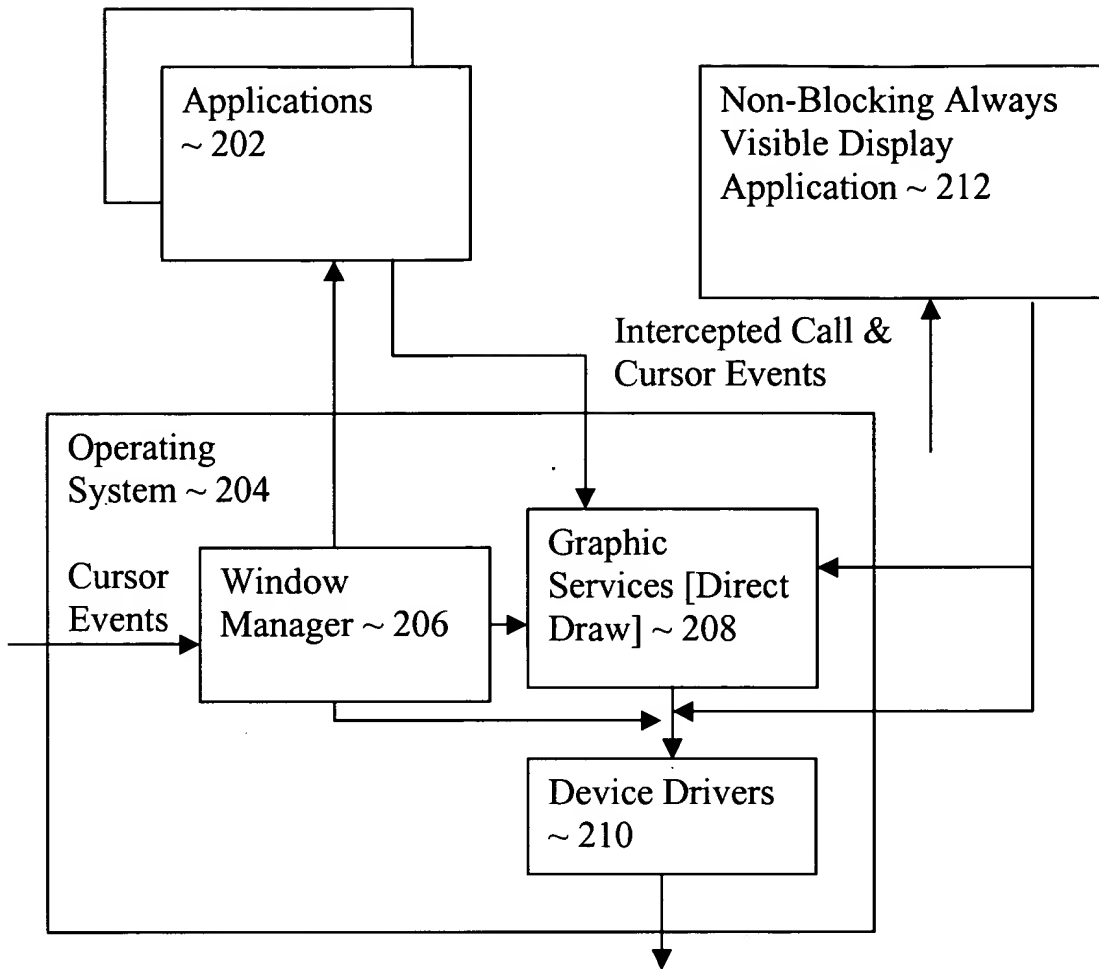 Applications
~ 202
Non-Blocking Always
Visible Display
Application ~ 212
Intercepted Call &
Cursor Events
Operating
System ~ 204
Cursor
Events
Window
Manager ~ 206
Graphic
Services [Direct
Draw] ~ 208
Device Drivers
~ 210